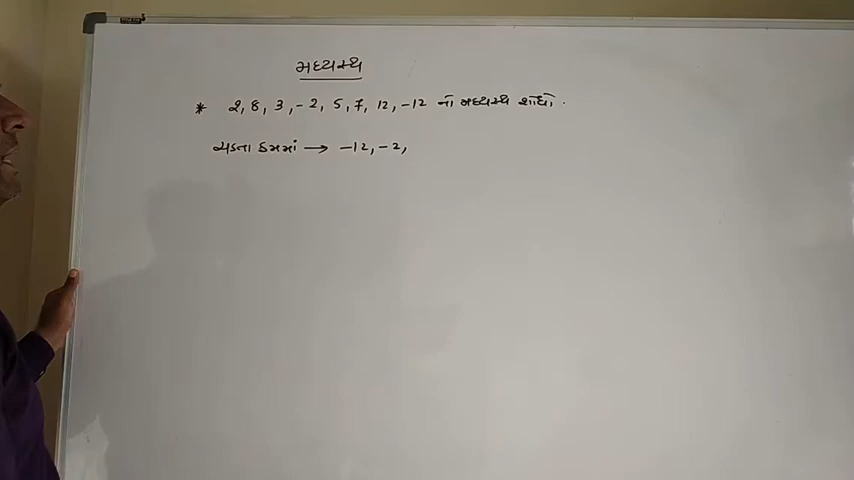 મધ્યસ્થ
* 2, 8, 3, -2, 5, 7, 12, -12 નો મધ્યસ્થ શોધો.
ચડતા ક્રમમાં → -12, -2,